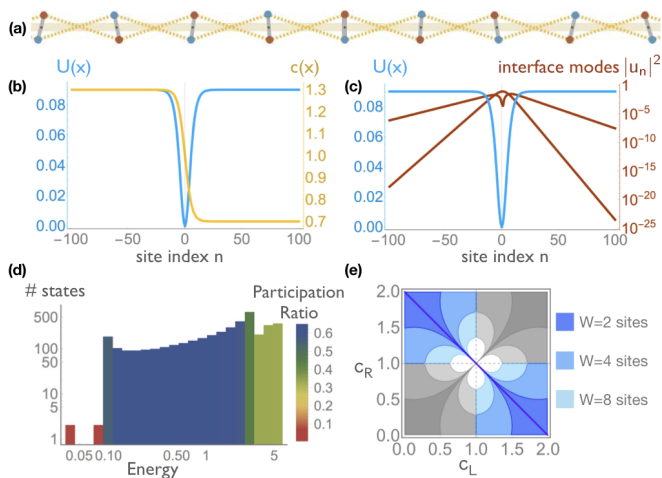 (a)
U(x) c(x) U(x) interface modes |uₙ|²
(b) (c)
1.3 1
0.08 1.2 0.08 10⁻⁵
1.1
0.06 0.06 10⁻¹⁰
1.0
0.04 0.04 10⁻¹⁵
0.9
0.02 0.8 0.02 10⁻²⁰
0.00 0.7 0.00 10⁻²⁵
−100 −50 0 50 100 −100 −50 0 50 100
site index n site index n
(d) (e)
# states Participation
Ratio
500 0.6
0.5
100 0.4
50 0.3
0.2
10 0.1
5
1
0.05 0.10 0.50 1 5
Energy
2.0
1.5
cR 1.0
0.5
0.0
0.0 0.5 1.0 1.5 2.0
cL
W=2 sites
W=4 sites
W=8 sites